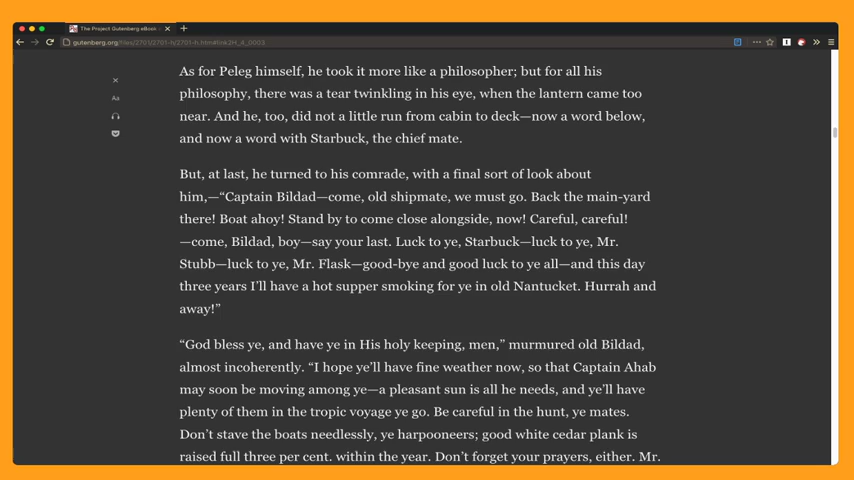 The Project Gutenberg eBook
gutenberg.org/files/2701/2701-h/2701-h.htm#link2H_4_0003
Aa
As for Peleg himself, he took it more like a philosopher; but for all his
philosophy, there was a tear twinkling in his eye, when the lantern came too
near. And he, too, did not a little run from cabin to deck—now a word below,
and now a word with Starbuck, the chief mate.
But, at last, he turned to his comrade, with a final sort of look about
him,—“Captain Bildad—come, old shipmate, we must go. Back the main-yard
there! Boat ahoy! Stand by to come close alongside, now! Careful, careful!
—come, Bildad, boy—say your last. Luck to ye, Starbuck—luck to ye, Mr.
Stubb—luck to ye, Mr. Flask—good-bye and good luck to ye all—and this day
three years I’ll have a hot supper smoking for ye in old Nantucket. Hurrah and
away!”
“God bless ye, and have ye in His holy keeping, men,” murmured old Bildad,
almost incoherently. “I hope ye’ll have fine weather now, so that Captain Ahab
may soon be moving among ye—a pleasant sun is all he needs, and ye’ll have
plenty of them in the tropic voyage ye go. Be careful in the hunt, ye mates.
Don’t stave the boats needlessly, ye harpooneers; good white cedar plank is
raised full three per cent. within the year. Don’t forget your prayers, either. Mr.